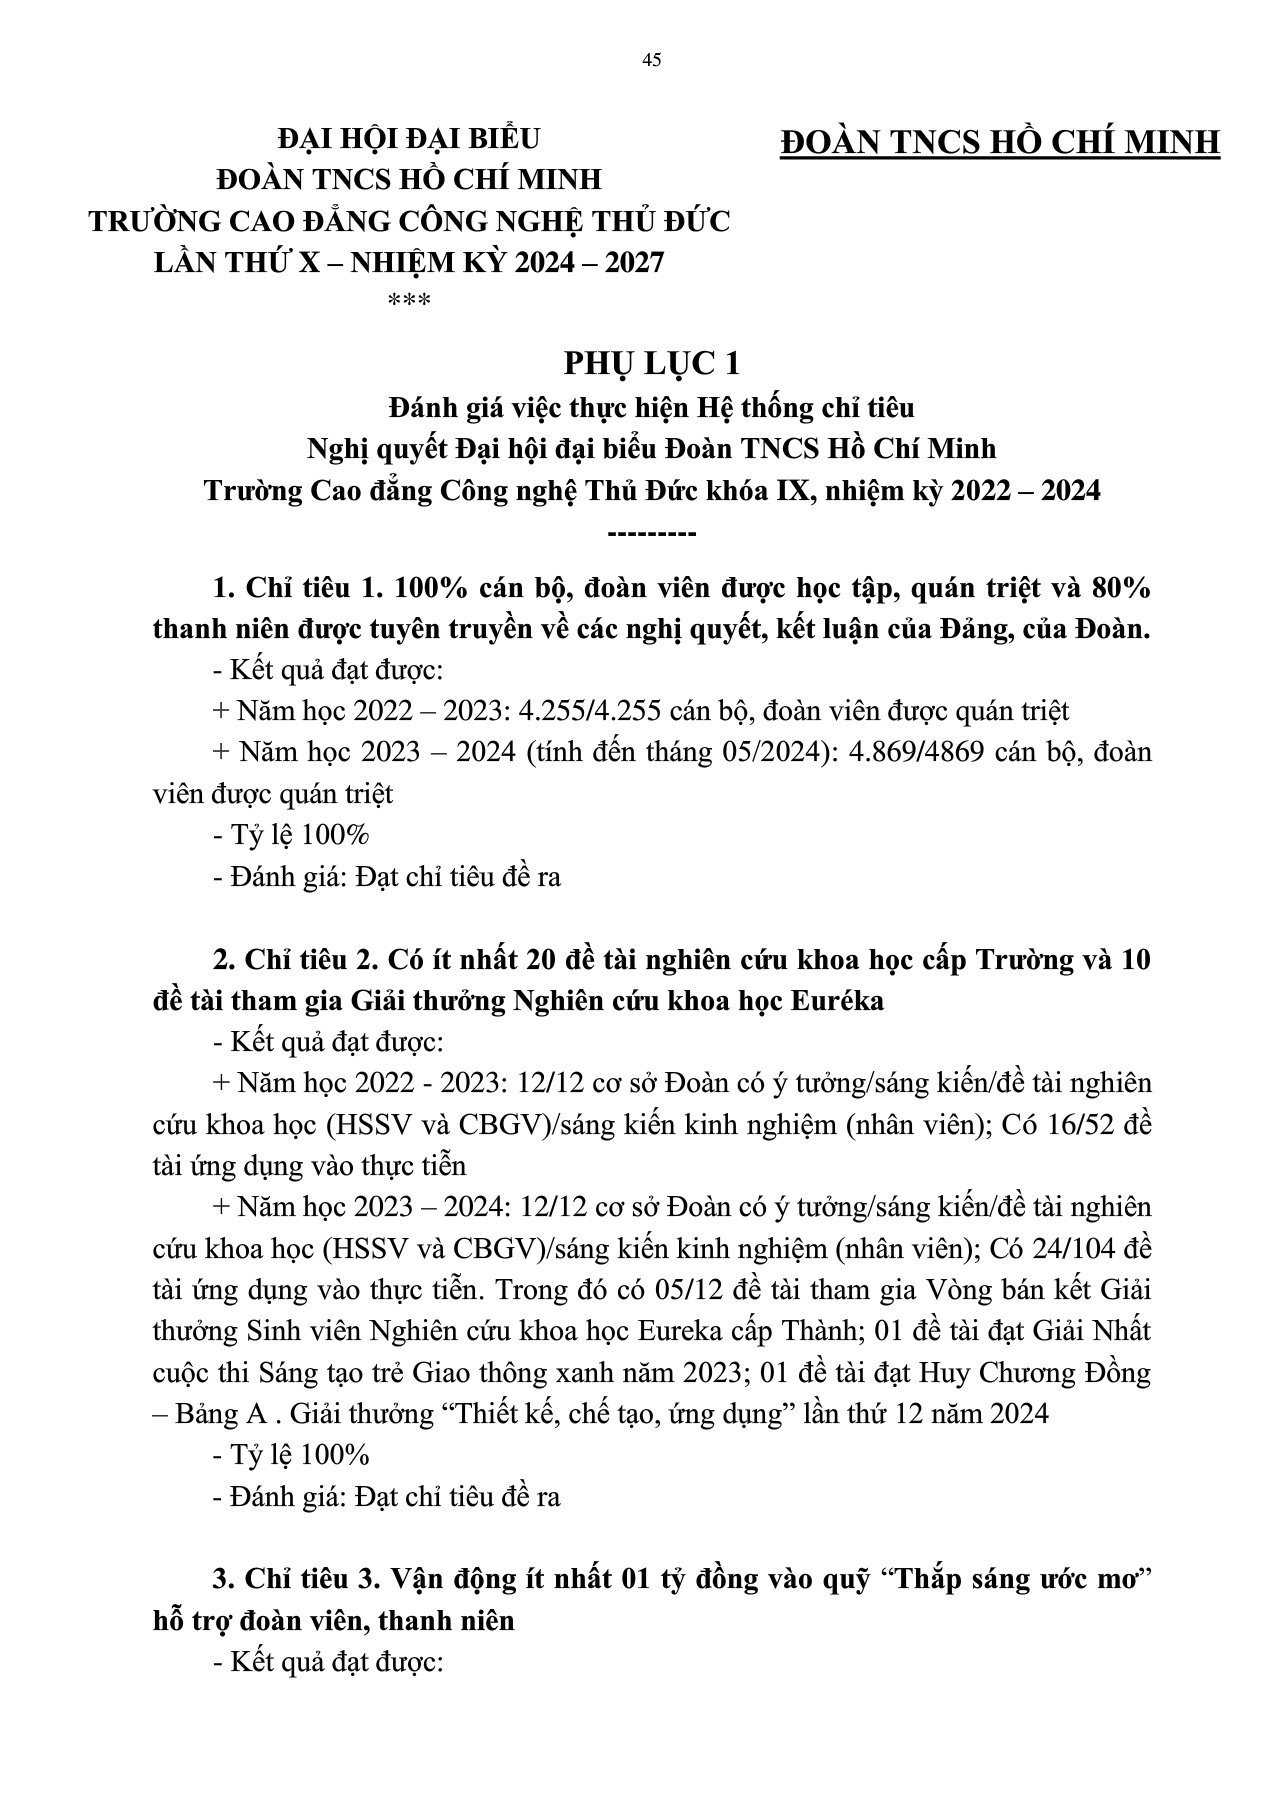 45
ĐẠI HỘI ĐẠI BIỂU
ĐOÀN TNCS HỒ CHÍ MINH
TRƯỜNG CAO ĐẲNG CÔNG NGHỆ THỦ ĐỨC
LẦN THỨ X – NHIỆM KỲ 2024 – 2027
***
ĐOÀN TNCS HỒ CHÍ MINH
PHỤ LỤC 1
Đánh giá việc thực hiện Hệ thống chỉ tiêu
Nghị quyết Đại hội đại biểu Đoàn TNCS Hồ Chí Minh
Trường Cao đẳng Công nghệ Thủ Đức khóa IX, nhiệm kỳ 2022 – 2024
---------
1. Chỉ tiêu 1. 100% cán bộ, đoàn viên được học tập, quán triệt và 80%
thanh niên được tuyên truyền về các nghị quyết, kết luận của Đảng, của Đoàn.
- Kết quả đạt được:
+ Năm học 2022 – 2023: 4.255/4.255 cán bộ, đoàn viên được quán triệt
+ Năm học 2023 – 2024 (tính đến tháng 05/2024): 4.869/4869 cán bộ, đoàn
viên được quán triệt
- Tỷ lệ 100%
- Đánh giá: Đạt chỉ tiêu đề ra
2. Chỉ tiêu 2. Có ít nhất 20 đề tài nghiên cứu khoa học cấp Trường và 10
đề tài tham gia Giải thưởng Nghiên cứu khoa học Euréka
- Kết quả đạt được:
+ Năm học 2022 - 2023: 12/12 cơ sở Đoàn có ý tưởng/sáng kiến/đề tài nghiên
cứu khoa học (HSSV và CBGV)/sáng kiến kinh nghiệm (nhân viên); Có 16/52 đề
tài ứng dụng vào thực tiễn
+ Năm học 2023 – 2024: 12/12 cơ sở Đoàn có ý tưởng/sáng kiến/đề tài nghiên
cứu khoa học (HSSV và CBGV)/sáng kiến kinh nghiệm (nhân viên); Có 24/104 đề
tài ứng dụng vào thực tiễn. Trong đó có 05/12 đề tài tham gia Vòng bán kết Giải
thưởng Sinh viên Nghiên cứu khoa học Eureka cấp Thành; 01 đề tài đạt Giải Nhất
cuộc thi Sáng tạo trẻ Giao thông xanh năm 2023; 01 đề tài đạt Huy Chương Đồng
– Bảng A . Giải thưởng “Thiết kế, chế tạo, ứng dụng” lần thứ 12 năm 2024
- Tỷ lệ 100%
- Đánh giá: Đạt chỉ tiêu đề ra
3. Chỉ tiêu 3. Vận động ít nhất 01 tỷ đồng vào quỹ “Thắp sáng ước mơ”
hỗ trợ đoàn viên, thanh niên
- Kết quả đạt được: